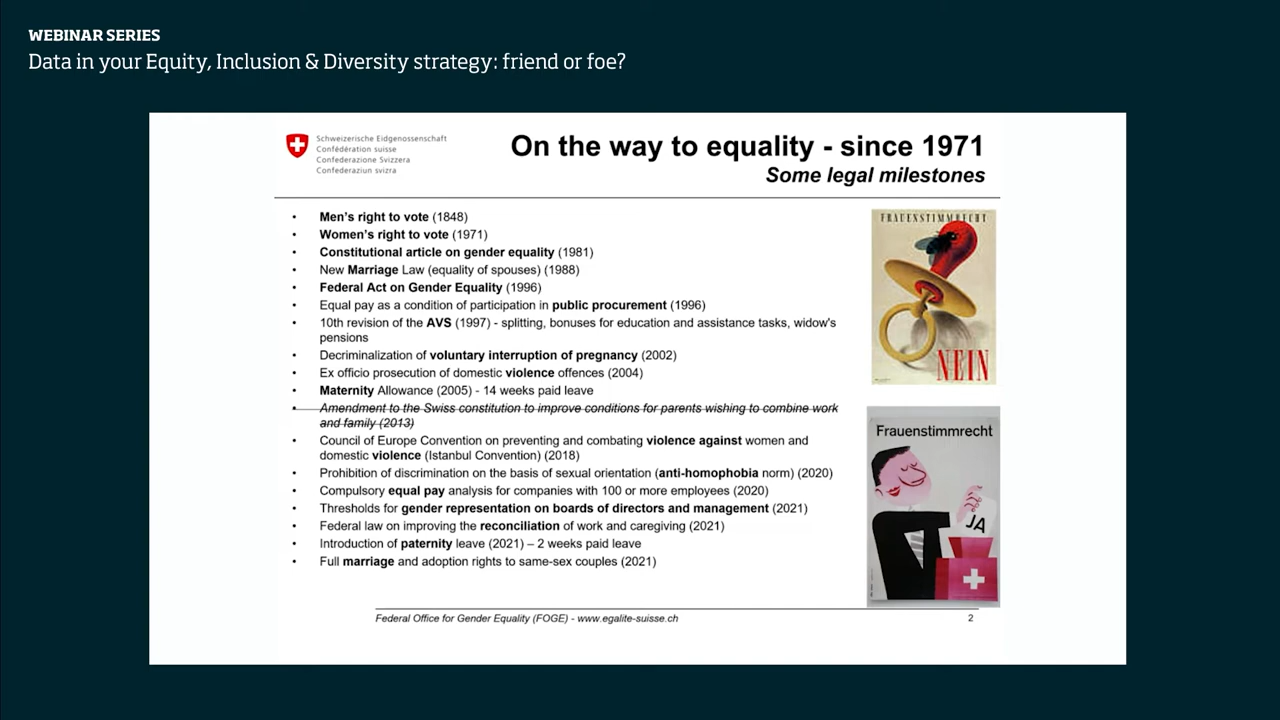 WEBINAR SERIES
Data in your Equity, Inclusion & Diversity strategy: friend or foe?
Schweizerische Eidgenossenschaft
Confédération suisse
Confederazione Svizzera
Confederaziun svizra
On the way to equality - since 1971
Some legal milestones
• Men's right to vote (1848)
• Women's right to vote (1971)
• Constitutional article on gender equality (1981)
• New Marriage Law (equality of spouses) (1988)
• Federal Act on Gender Equality (1996)
• Equal pay as a condition of participation in public procurement (1996)
• 10th revision of the AVS (1997) - splitting, bonuses for education and assistance tasks, widow's
pensions
• Decriminalization of voluntary interruption of pregnancy (2002)
• Ex officio prosecution of domestic violence offences (2004)
• Maternity Allowance (2005) - 14 weeks paid leave
• Amendment to the Swiss constitution to improve conditions for parents wishing to combine work
and family (2013)
• Council of Europe Convention on preventing and combating violence against women and
domestic violence (Istanbul Convention) (2018)
• Prohibition of discrimination on the basis of sexual orientation (anti-homophobia norm) (2020)
• Compulsory equal pay analysis for companies with 100 or more employees (2020)
• Thresholds for gender representation on boards of directors and management (2021)
• Federal law on improving the reconciliation of work and caregiving (2021)
• Introduction of paternity leave (2021) – 2 weeks paid leave
• Full marriage and adoption rights to same-sex couples (2021)
FRAUENSTIMMRECHT
NEIN
Frauenstimmrecht
JA
Federal Office for Gender Equality (FOGE) - www.egalite-suisse.ch
2